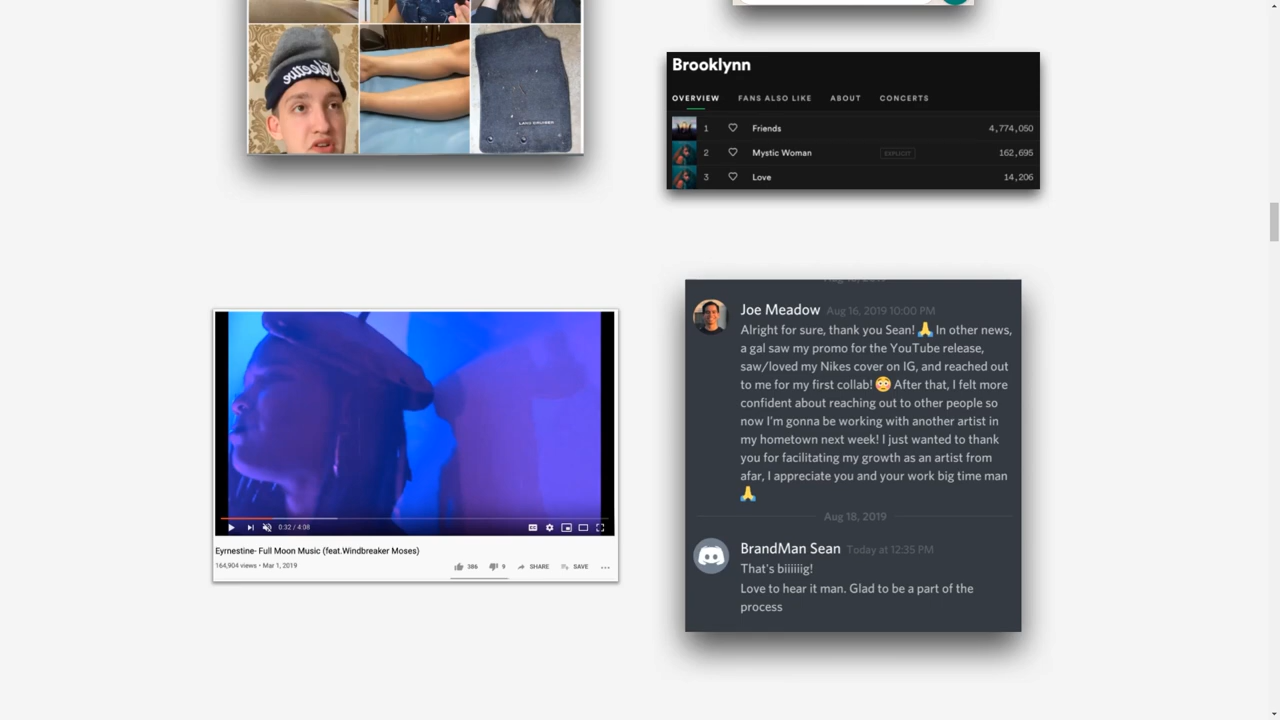 Selective
LAND CRUISER
Brooklynn
OVERVIEW FANS ALSO LIKE ABOUT CONCERTS
1 Friends 4,774,050
2 Mystic Woman EXPLICIT 162,695
3 Love 14,206
0:32 / 4:08
Eyrnestine- Full Moon Music (feat.Windbreaker Moses)
164,904 views • Mar 1, 2019
386 9 SHARE SAVE
Joe Meadow Aug 16, 2019 10:00 PM
Alright for sure, thank you Sean! 🙏 In other news,
a gal saw my promo for the YouTube release,
saw/loved my Nikes cover on IG, and reached out
to me for my first collab! 😳 After that, I felt more
confident about reaching out to other people so
now I'm gonna be working with another artist in
my hometown next week! I just wanted to thank
you for facilitating my growth as an artist from
afar, I appreciate you and your work big time man
🙏
Aug 18, 2019
BrandMan Sean Today at 12:35 PM
That's biiiiiig!
Love to hear it man. Glad to be a part of the
process